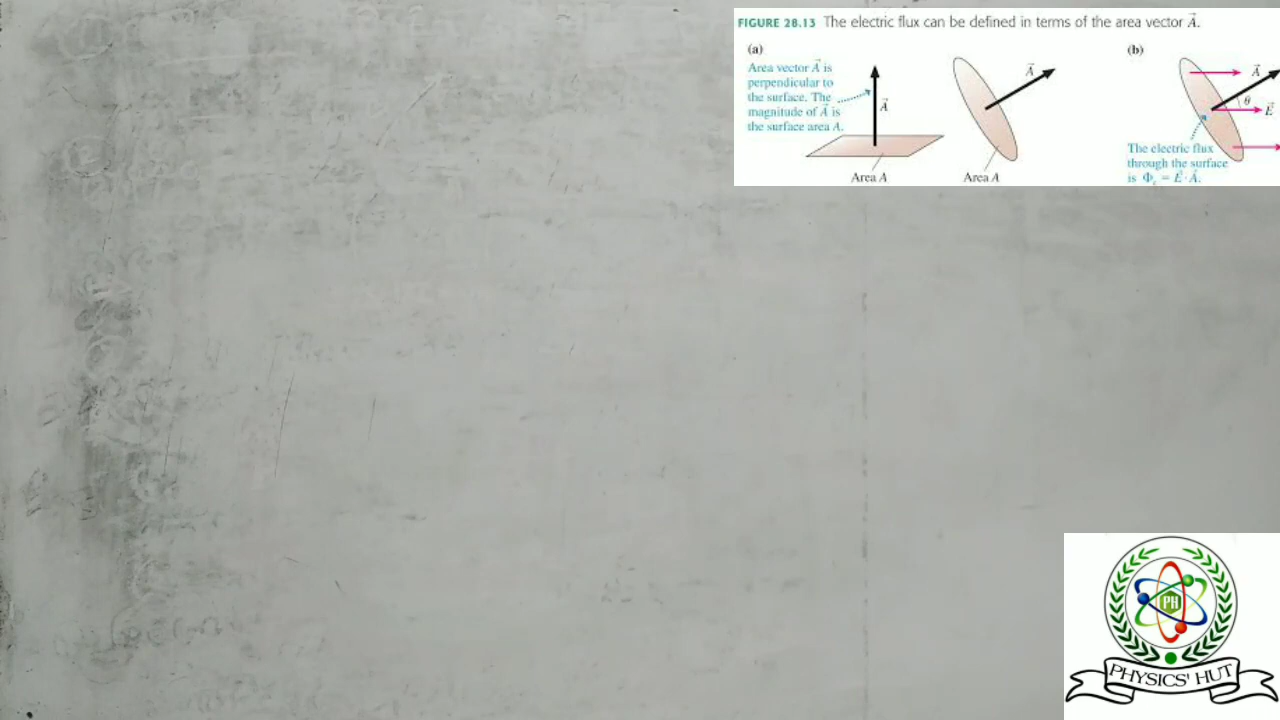 FIGURE 28.13 The electric flux can be defined in terms of the area vector A⃗.
(a)
Area vector A⃗ is
perpendicular to
the surface. The
magnitude of A⃗ is
the surface area A.
A⃗
Area A
A⃗
Area A
(b)
A⃗
θ
E⃗
The electric flux
through the surface
is Φₑ = E⃗ · A⃗.
PH
PHYSICS' HUT